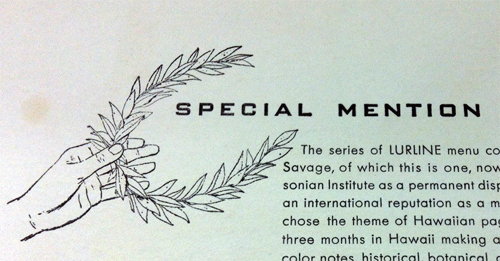 SPECIAL MENTION
The series of LURLINE menu co
Savage, of which this is one, now
sonian Institute as a permanent disp
an international reputation as a m
chose the theme of Hawaiian pag
three months in Hawaii making a
color notes, historical, botanical,